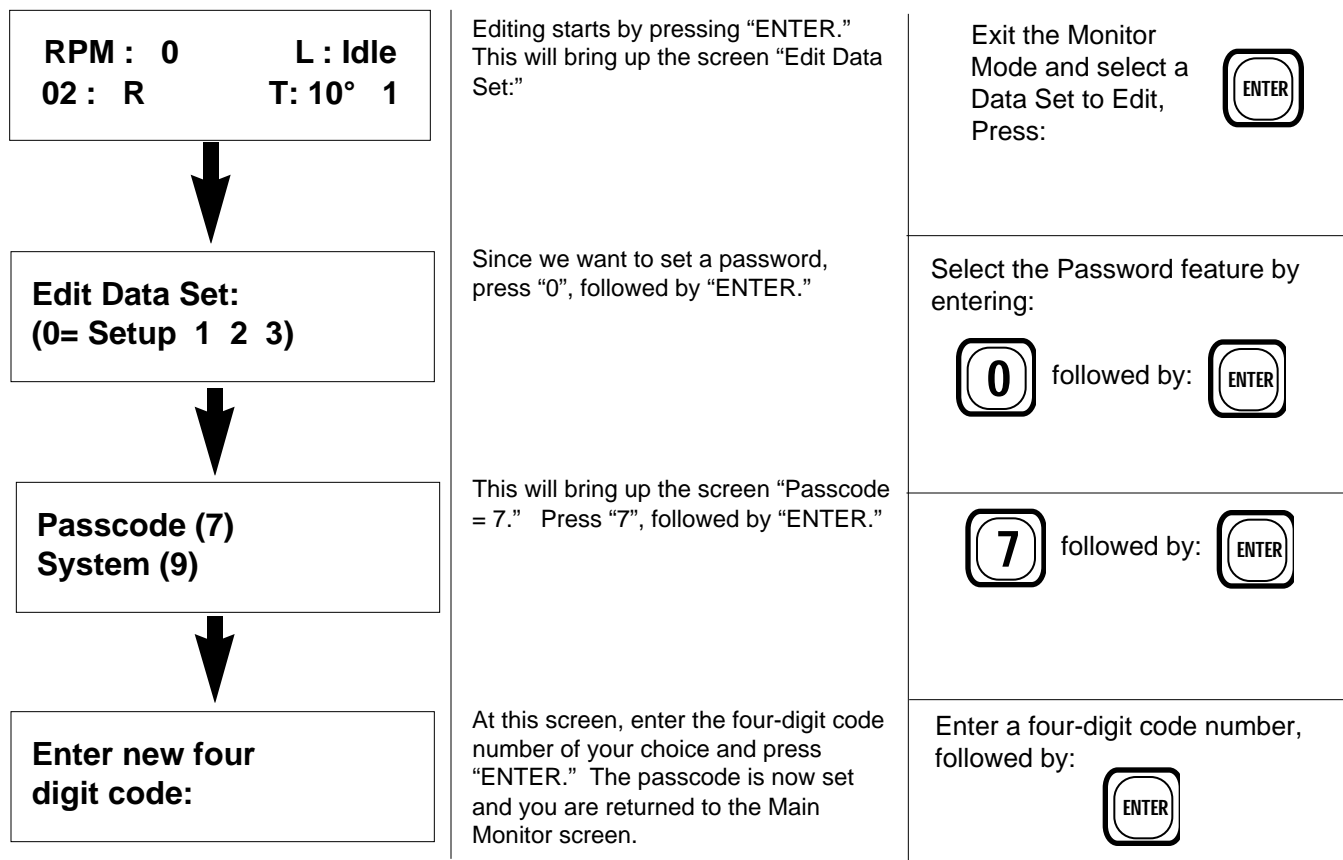 RPM :   0   L : Idle
02 :   R   T: 10°   1
Editing starts by pressing “ENTER.”
This will bring up the screen “Edit Data
Set:”
Exit the Monitor
Mode and select a
Data Set to Edit,
Press:
ENTER
Edit Data Set:
(0= Setup  1  2  3)
Since we want to set a password,
press “0”, followed by “ENTER.”
Select the Password feature by
entering:
0 followed by: ENTER
Passcode (7)
System (9)
This will bring up the screen “Passcode
= 7.”   Press “7”, followed by “ENTER.”
7 followed by: ENTER
Enter new four
digit code:
At this screen, enter the four-digit code
number of your choice and press
“ENTER.”  The passcode is now set
and you are returned to the Main
Monitor screen.
Enter a four-digit code number,
followed by:
ENTER